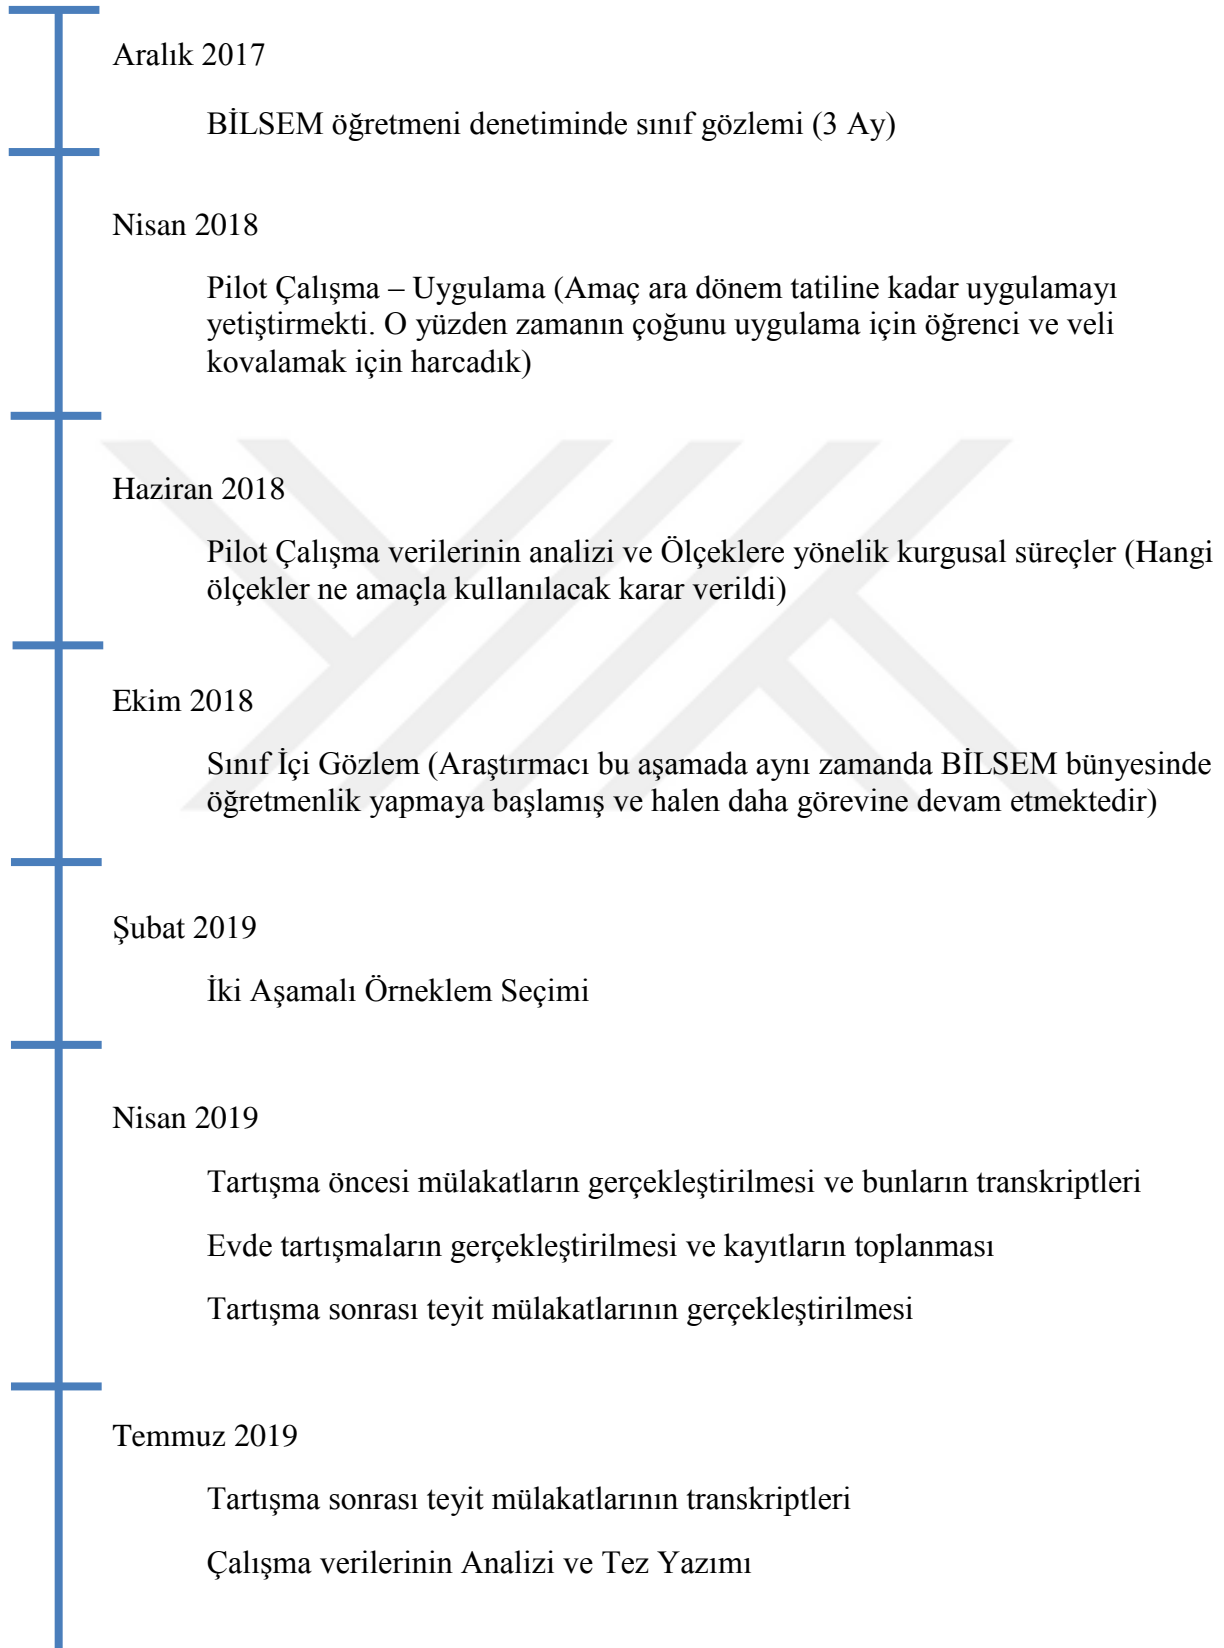 Aralık 2017
BİLSEM öğretmeni denetiminde sınıf gözlemi (3 Ay)
Nisan 2018
Pilot Çalışma – Uygulama (Amaç ara dönem tatiline kadar uygulamayı
yetiştirmekti. O yüzden zamanın çoğunu uygulama için öğrenci ve veli
kovalamak için harcadık)
Haziran 2018
Pilot Çalışma verilerinin analizi ve Ölçeklere yönelik kurgusal süreçler (Hangi
ölçekler ne amaçla kullanılacak karar verildi)
Ekim 2018
Sınıf İçi Gözlem (Araştırmacı bu aşamada aynı zamanda BİLSEM bünyesinde
öğretmenlik yapmaya başlamış ve halen daha görevine devam etmektedir)
Şubat 2019
İki Aşamalı Örneklem Seçimi
Nisan 2019
Tartışma öncesi mülakatların gerçekleştirilmesi ve bunların transkriptleri
Evde tartışmaların gerçekleştirilmesi ve kayıtların toplanması
Tartışma sonrası teyit mülakatlarının gerçekleştirilmesi
Temmuz 2019
Tartışma sonrası teyit mülakatlarının transkriptleri
Çalışma verilerinin Analizi ve Tez Yazımı